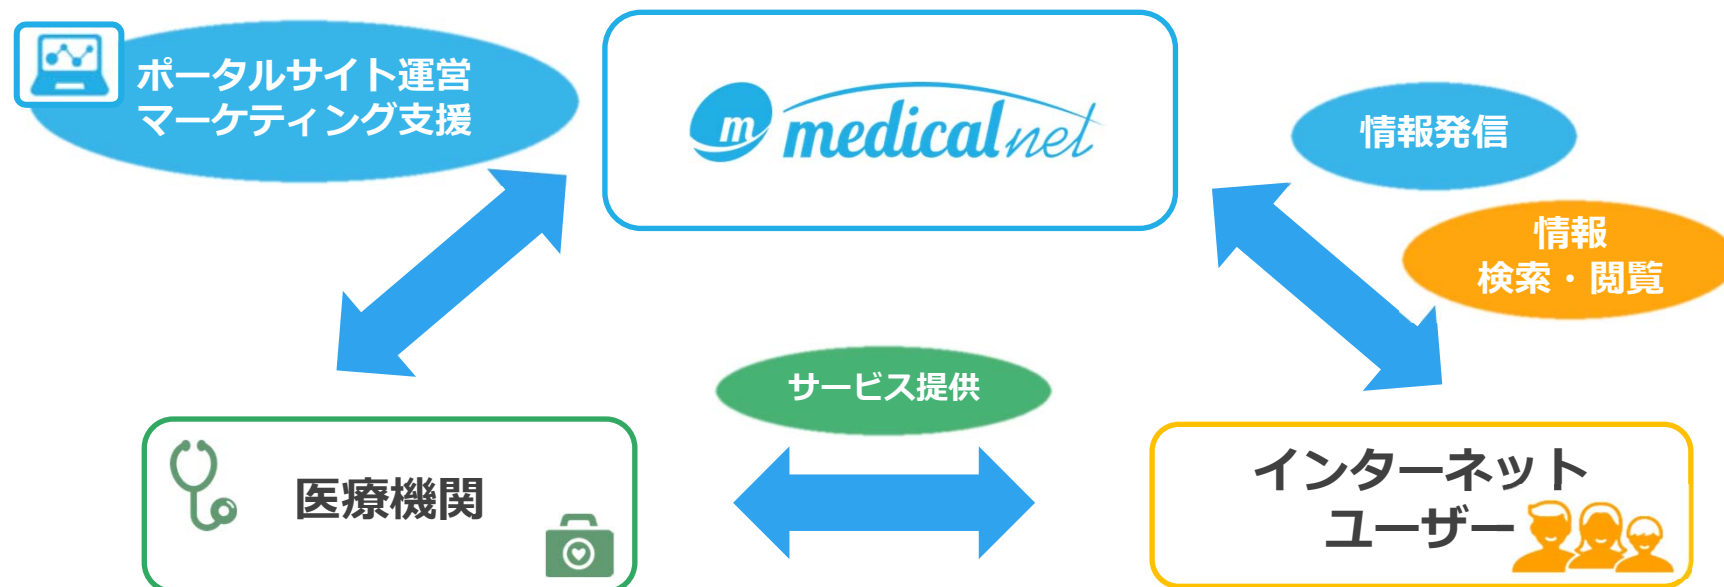 ポータルサイト運営
マーケティング支援
m medicalnet
情報発信
情報
検索・閲覧
サービス提供
医療機関
インターネット
ユーザー